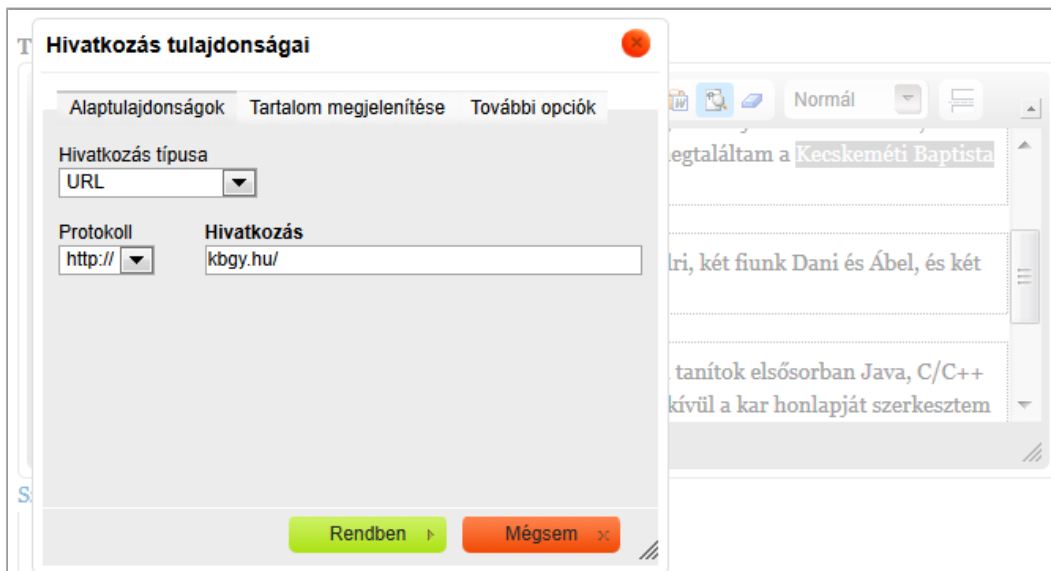 T
Hivatkozás tulajdonságai
Alaptulajdonságok Tartalom megjelenítése További opciók
Normál
Hivatkozás típusa
URL
egtaláltam a Kecskeméti Baptista
Protokoll Hivatkozás
http:// kbgy.hu/
ri, két fiunk Dani és Ábel, és két
tanítok elsősorban Java, C/C++
kívül a kar honlapját szerkesztem
S
Rendben Mégsem